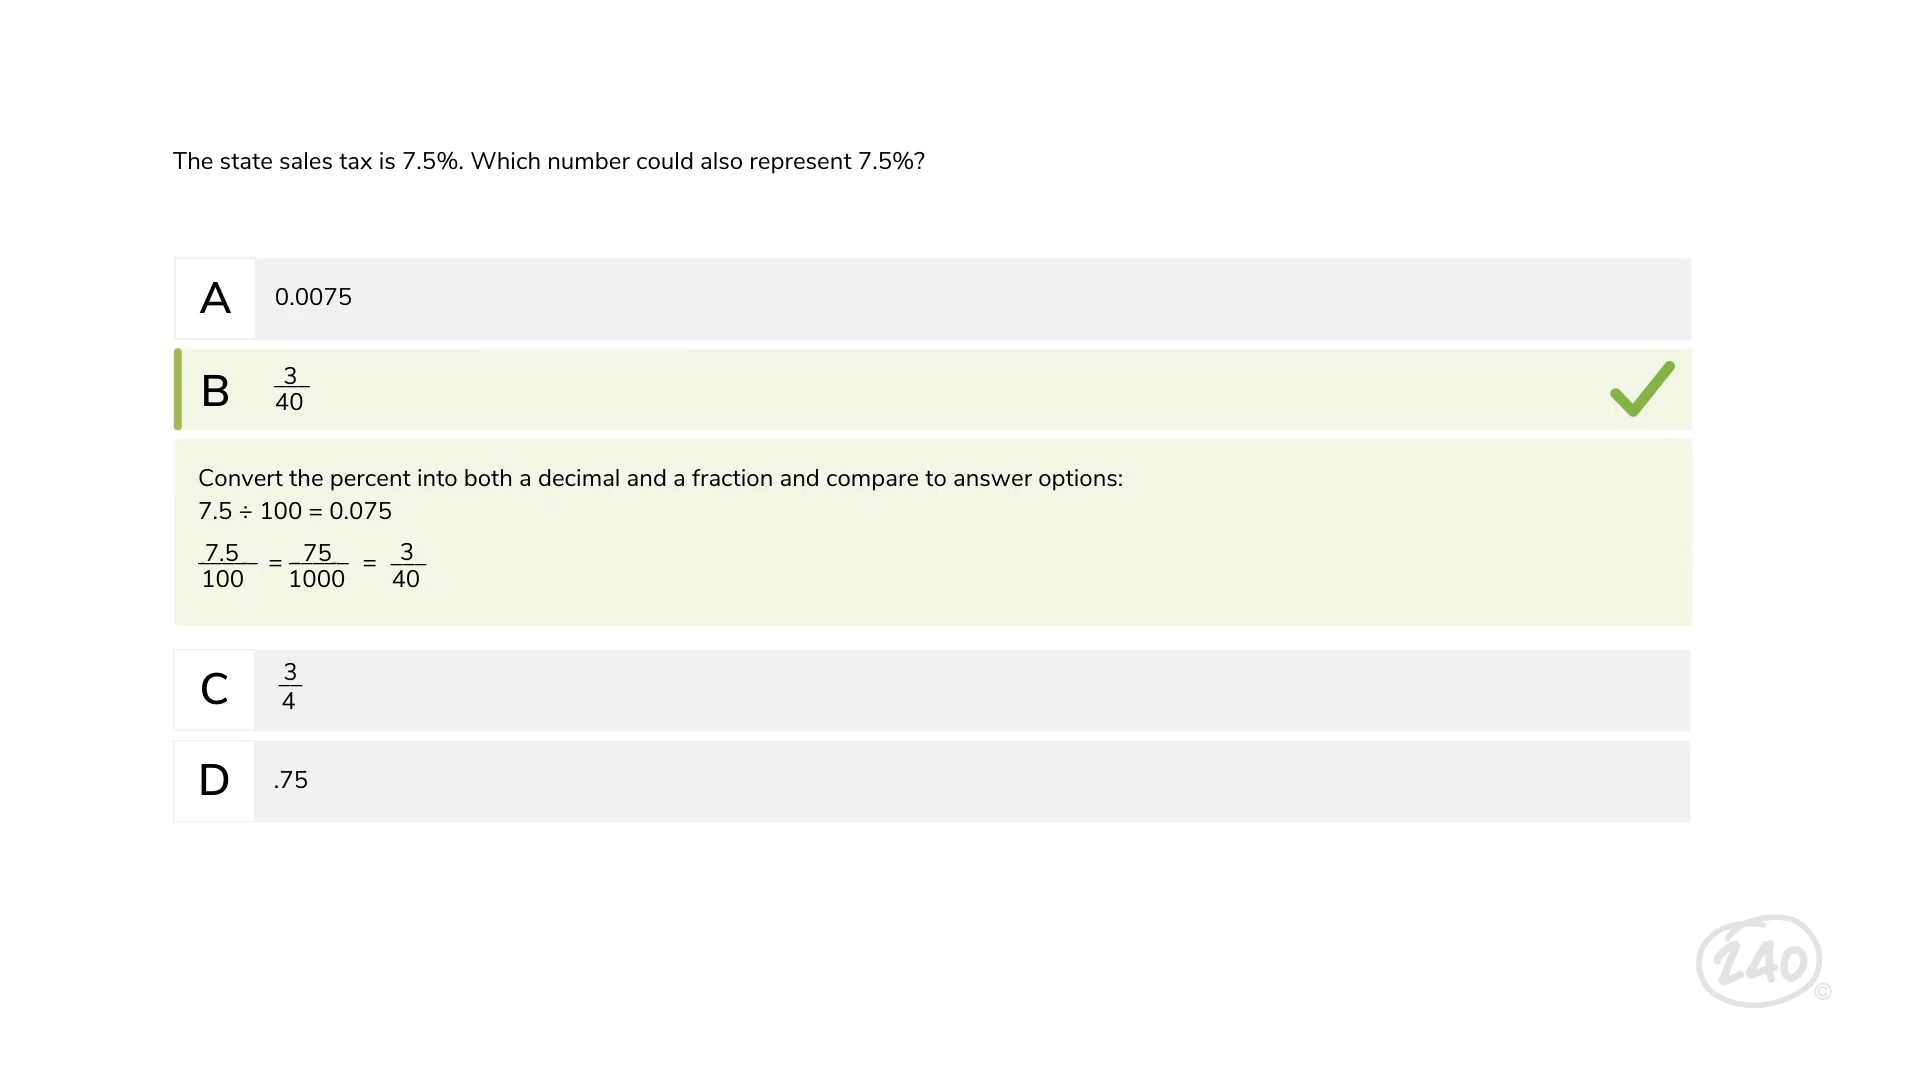 The state sales tax is 7.5%. Which number could also represent 7.5%?
A 0.0075
B 3/40
Convert the percent into both a decimal and a fraction and compare to answer options:
7.5 ÷ 100 = 0.075
7.5/100 = 75/1000 = 3/40
C 3/4
D .75
240 ©